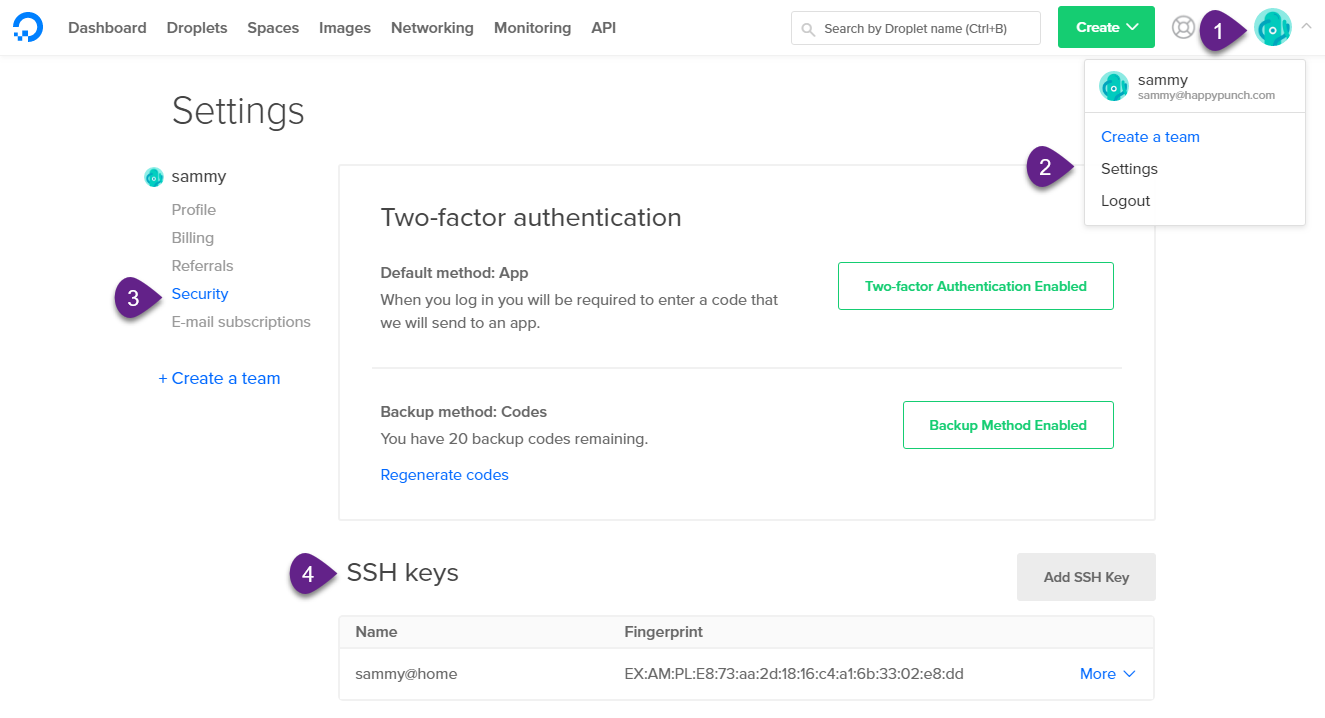 Dashboard Droplets Spaces Images Networking Monitoring API
Search by Droplet name (Ctrl+B)
Create
1
sammy
sammy@happypunch.com
Create a team
2
Settings
Logout
Settings
sammy
Profile
Billing
Referrals
3
Security
E-mail subscriptions
+ Create a team
Two-factor authentication
Default method: App
When you log in you will be required to enter a code that
we will send to an app.
Two-factor Authentication Enabled
Backup method: Codes
You have 20 backup codes remaining.
Regenerate codes
Backup Method Enabled
4
SSH keys
Add SSH Key
Name Fingerprint
sammy@home EX:AM:PL:E8:73:aa:2d:18:16:c4:a1:6b:33:02:e8:dd More